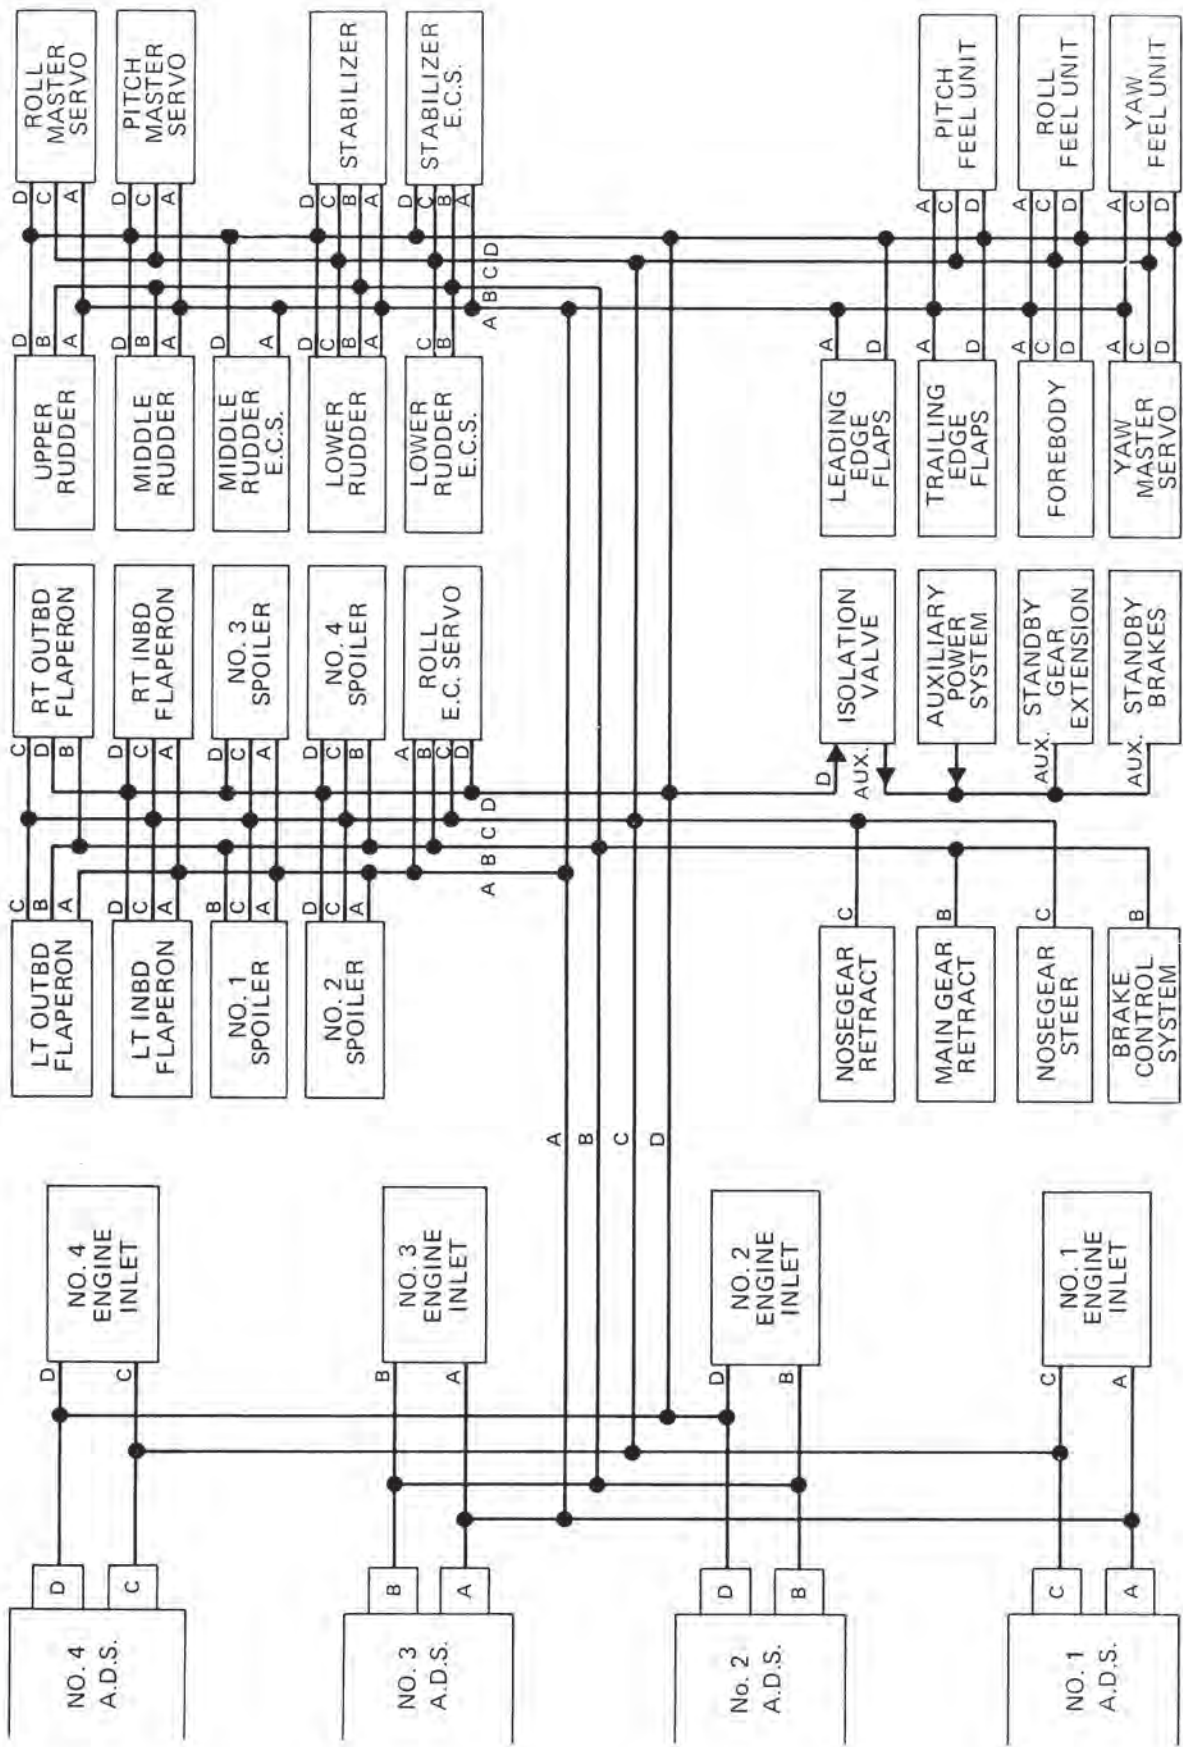 NO. 4
A.D.S.
D
C
NO. 3
A.D.S.
B
A
No. 2
A.D.S.
D
B
NO. 1
A.D.S.
C
A
D
C
NO. 4
ENGINE
INLET
B
A
NO. 3
ENGINE
INLET
D
B
NO. 2
ENGINE
INLET
C
A
NO. 1
ENGINE
INLET
A
B
C
D
LT OUTBD
FLAPERON
C
B
A
LT INBD
FLAPERON
D
C
A
NO. 1
SPOILER
B
C
A
NO. 2
SPOILER
D
C
A
NOSEGEAR
RETRACT
C
MAIN GEAR
RETRACT
B
NOSEGEAR
STEER
C
BRAKE
CONTROL
SYSTEM
B
A B C D
C
D
B
RT OUTBD
FLAPERON
D
C
A
RT INBD
FLAPERON
D
C
A
NO. 3
SPOILER
D
C
B
NO. 4
SPOILER
A
B
C
D
ROLL
E.C. SERVO
D
AUX.
ISOLATION
VALVE
AUXILIARY
POWER
SYSTEM
AUX.
STANDBY
GEAR
EXTENSION
AUX.
STANDBY
BRAKES
UPPER
RUDDER
D
B
A
MIDDLE
RUDDER
D
B
A
MIDDLE
RUDDER
E.C.S.
D
A
LOWER
RUDDER
D
C
B
A
LOWER
RUDDER
E.C.S.
C
B
LEADING
EDGE
FLAPS
A
D
TRAILING
EDGE
FLAPS
A
D
FOREBODY
A
C
D
YAW
MASTER
SERVO
A
C
D
A B C D
D
C
A
ROLL
MASTER
SERVO
D
C
A
PITCH
MASTER
SERVO
D
C
B
A
STABILIZER
D
C
B
A
STABILIZER
E.C.S.
A
C
D
PITCH
FEEL UNIT
A
C
D
ROLL
FEEL UNIT
A
C
D
YAW
FEEL UNIT